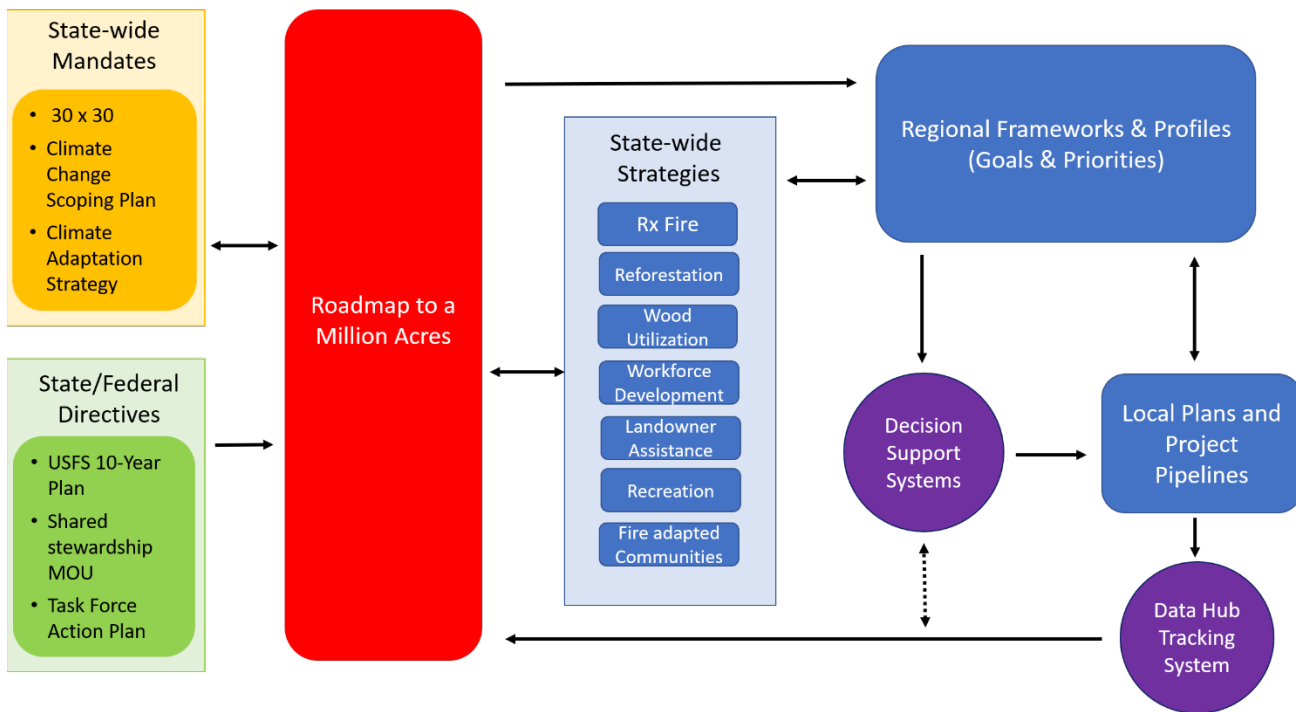 State-wide
Mandates
• 30 x 30
• Climate
Change
Scoping Plan
• Climate
Adaptation
Strategy
State/Federal
Directives
• USFS 10-Year
Plan
• Shared
stewardship
MOU
• Task Force
Action Plan
Roadmap to a
Million Acres
State-wide
Strategies
Rx Fire
Reforestation
Wood
Utilization
Workforce
Development
Landowner
Assistance
Recreation
Fire adapted
Communities
Regional Frameworks & Profiles
(Goals & Priorities)
Decision
Support
Systems
Local Plans and
Project
Pipelines
Data Hub
Tracking
System